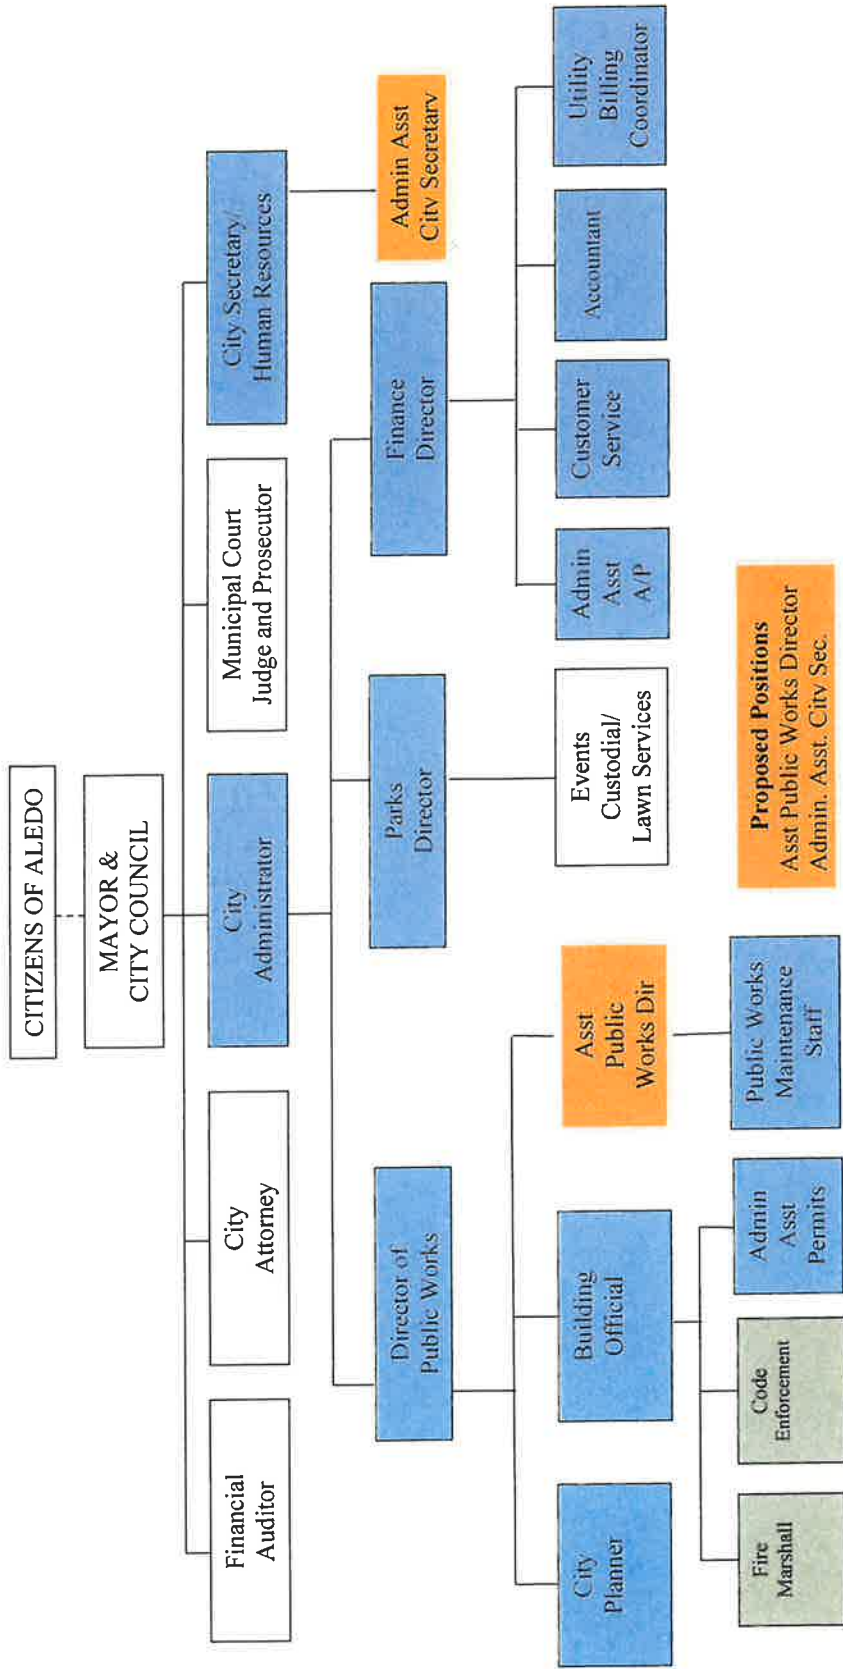 CITIZENS OF ALEDO
MAYOR &
CITY COUNCIL
Financial
Auditor
City
Attorney
City
Administrator
Municipal Court
Judge and Prosecutor
City Secretary/
Human Resources
Director of
Public Works
Parks
Director
Finance
Director
Admin Asst
City Secretary
City
Planner
Building
Official
Asst
Public
Works Dir
Events
Custodial/
Lawn Services
Admin
Asst
A/P
Customer
Service
Accountant
Utility
Billing
Coordinator
Fire
Marshall
Code
Enforcement
Admin
Asst
Permits
Public Works
Maintenance
Staff
Proposed Positions
Asst Public Works Director
Admin. Asst. City Sec.